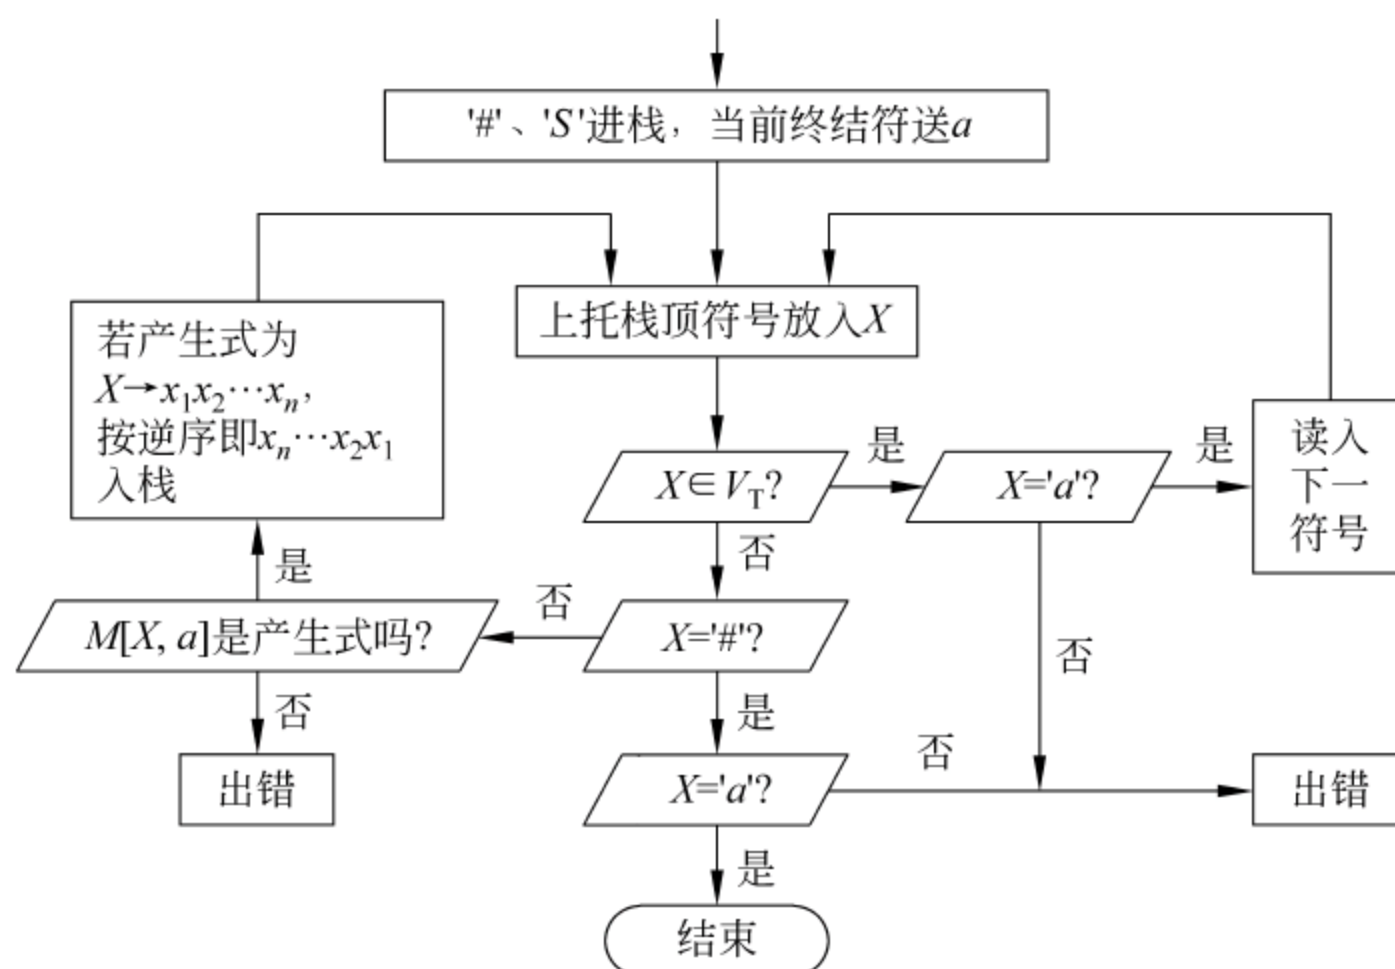 '#'、'S'进栈，当前终结符送a
上托栈顶符号放入X
若产生式为
X→x₁x₂⋯xₙ,
按逆序即xₙ⋯x₂x₁
入栈
X∈V_T?
是
X='a'?
是
读入
下一
符号
否
是
M[X, a]是产生式吗?
否
X='#'?
否
否
出错
是
X='a'?
否
出错
是
结束